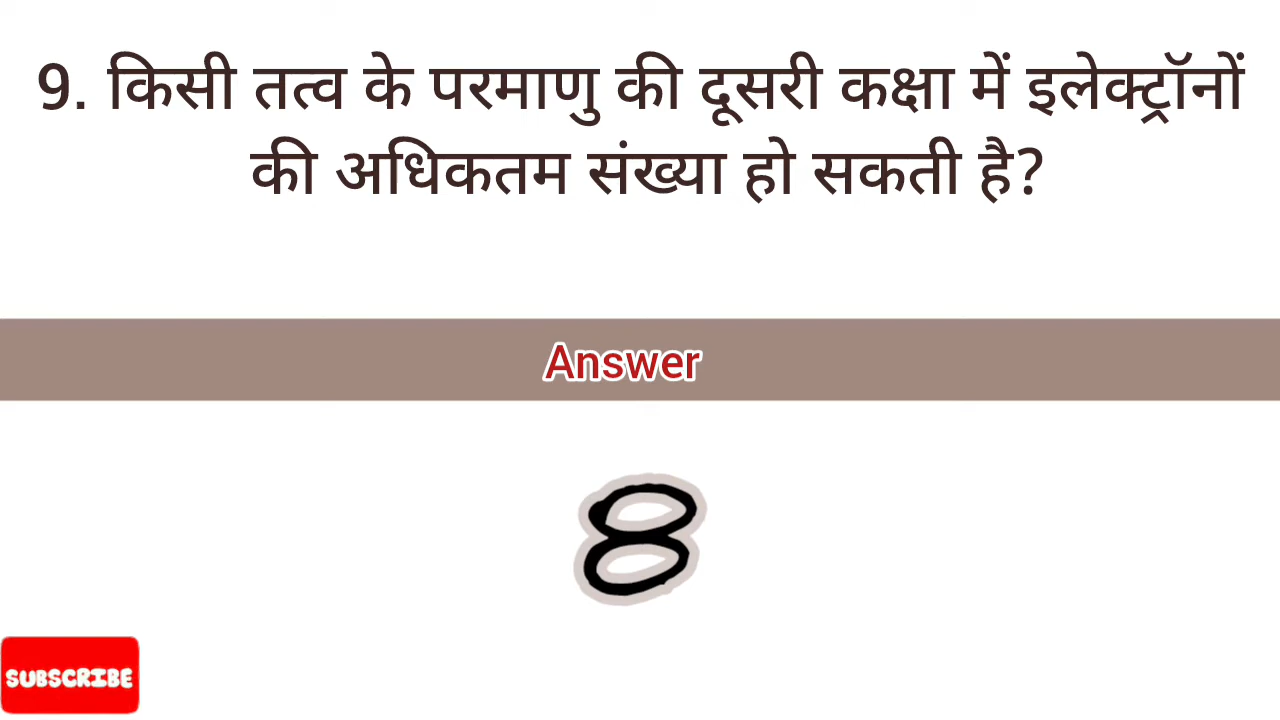 9. किसी तत्व के परमाणु की दूसरी कक्षा में इलेक्ट्रॉनों
की अधिकतम संख्या हो सकती है?
Answer
8
SUBSCRIBE